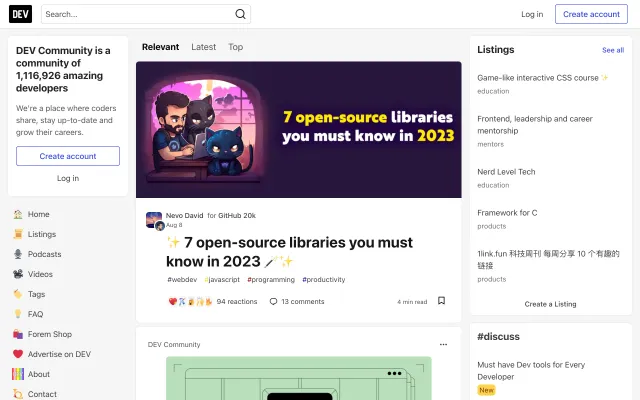 DEV
Search...
Log in
Create account
DEV Community is a
community of
1,116,926 amazing
developers
We're a place where coders
share, stay up-to-date and
grow their careers.
Create account
Log in
Home
Listings
Podcasts
Videos
Tags
FAQ
Forem Shop
Advertise on DEV
About
Contact
Relevant
Latest
Top
7 open-source libraries
you must know in 2023
Nevo David for GitHub 20k
Aug 8
✨ 7 open-source libraries you must
know in 2023 🪄✨
#webdev #javascript #programming #productivity
94 reactions
13 comments
4 min read
DEV Community
Listings
See all
Game-like interactive CSS course ✨
education
Frontend, leadership and career
mentorship
mentors
Nerd Level Tech
education
Framework for C
products
1link.fun 科技周刊 每周分享 10 个有趣的
链接
products
Create a Listing
#discuss
Must have Dev tools for Every
Developer
New